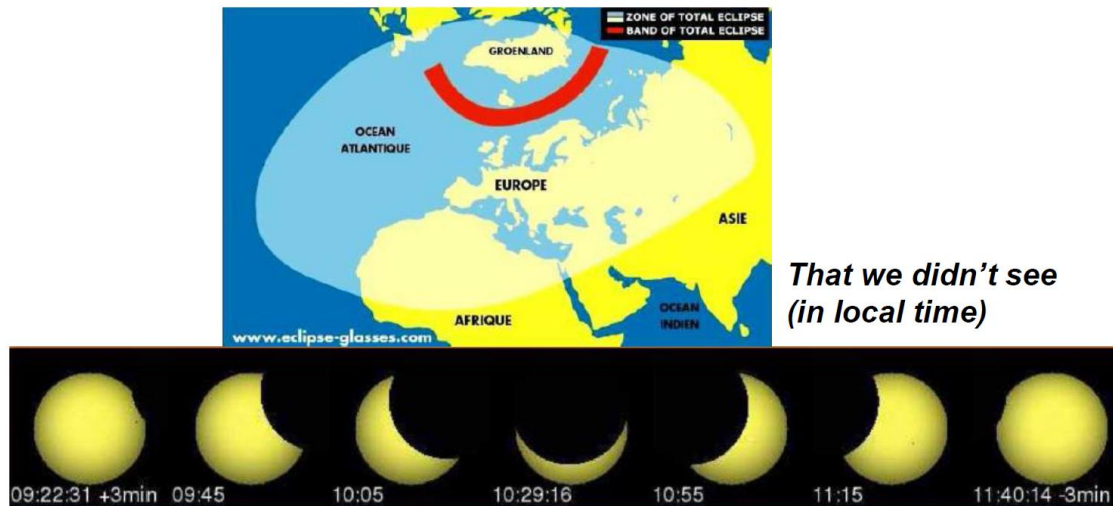 ZONE OF TOTAL ECLIPSE
BAND OF TOTAL ECLIPSE
GROENLAND
OCEAN
ATLANTIQUE
EUROPE
ASIE
That we didn't see
(in local time)
OCEAN
INDIEN
AFRIQUE
www.eclipse-glasses.com
09:22:31 +3min 09:45 10:05 10:29:16 10:55 11:15 11:40:14 -3min